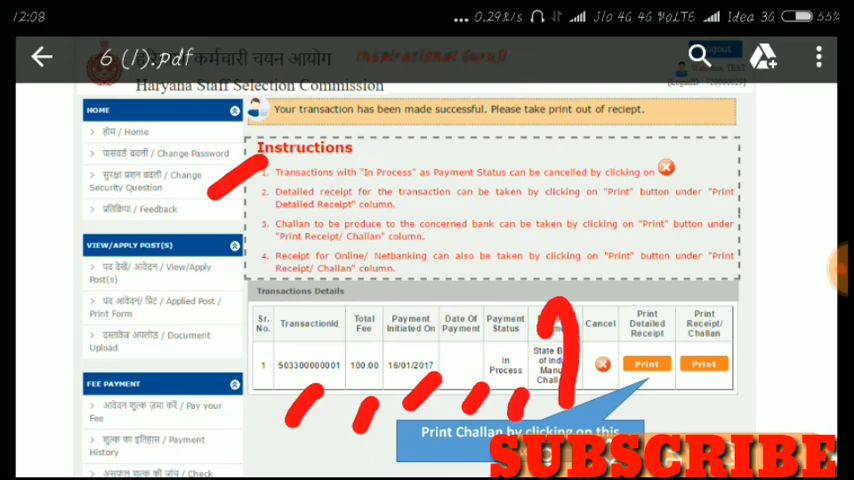 12:08
... 0.29K/s Jio 4G 4G VoLTE Idea 3G 55%
6 (1).pdf
कर्मचारी चयन आयोग
Haryana Staff Selection Commission
HOME
होम / Home
पासवर्ड बदली / Change Password
सुरक्षा प्रशन बदली / Change
Security Question
प्रतिक्रिया / Feedback
VIEW/APPLY POST(S)
पद देखें/ आवेदन / View/Apply
Post(s)
पद आवेदन/ प्रिंट / Applied Post /
Print Form
दस्तावेज अपलोड / Document
Upload
FEE PAYMENT
आवेदन शुल्क ज़मा करें / Pay your
Fee
शुल्क का इतिहास / Payment
History
असफल शुल्क की जांच / Check
Your transaction has been made successful. Please take print out of reciept.
Instructions
1. Transactions with "In Process" as Payment Status can be cancelled by clicking on
2. Detailed receipt for the transaction can be taken by clicking on "Print" button under "Print
Detailed Receipt" column.
3. Challan to be produce to the concerned bank can be taken by clicking on "Print" button under
"Print Receipt/ Challan" column.
4. Receipt for Online/ Netbanking can also be taken by clicking on "Print" button under "Print
Receipt/ Challan" column.
Transactions Details
Sr. No. TransactionId Total Fee Payment Initiated On Date Of Payment Payment Status Cancel Print Detailed Receipt Print Receipt/ Challan
1 503300000001 100.00 16/01/2017 In Process State of Challan Print Print
Print Challan by clicking on this
SUBSCRIBE